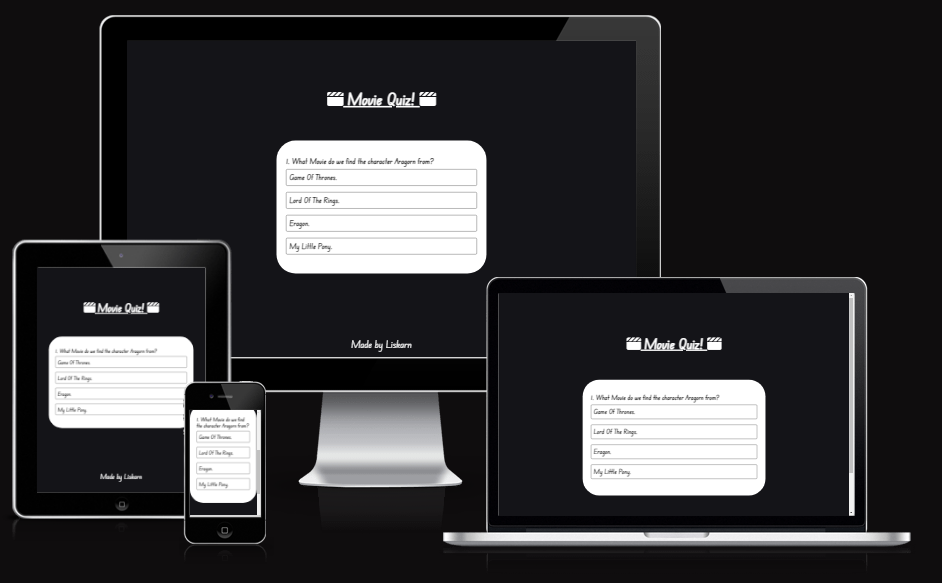 Movie Quiz!
1. What Movie do we find the character Aragorn from?
Game Of Thrones.
Lord Of The Rings.
Eragon.
My Little Pony.
Made by Liskarn
Movie Quiz!
1. What Movie do we find the character Aragorn from?
Game Of Thrones.
Lord Of The Rings.
Eragon.
My Little Pony.
Made by Liskarn
1. What Movie do we find
the character Aragorn from?
Game Of Thrones.
Lord Of The Rings.
Eragon.
My Little Pony.
Movie Quiz!
1. What Movie do we find the character Aragorn from?
Game Of Thrones.
Lord Of The Rings.
Eragon.
My Little Pony.